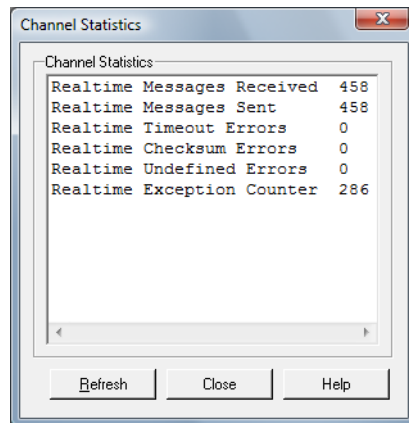 Channel Statistics
Channel Statistics
Realtime Messages Received 458
Realtime Messages Sent 458
Realtime Timeout Errors 0
Realtime Checksum Errors 0
Realtime Undefined Errors 0
Realtime Exception Counter 286
Refresh Close Help